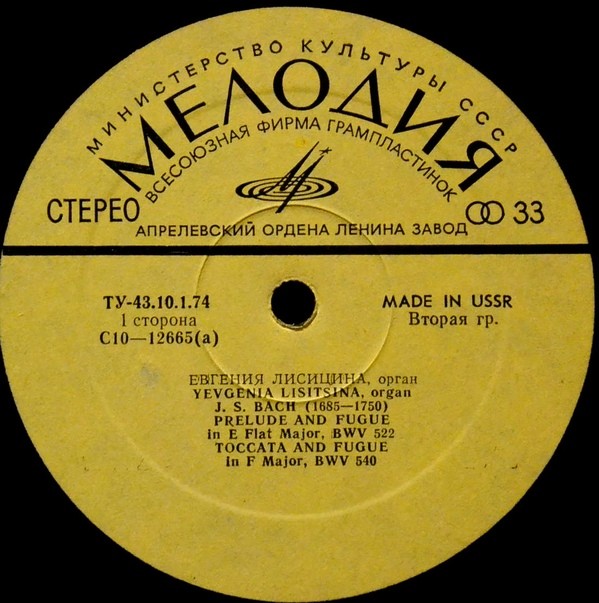 МИНИСТЕРСТВО КУЛЬТУРЫ СССР
МЕЛОДИЯ
ВСЕСОЮЗНАЯ ФИРМА ГРАМПЛАСТИНОК
СТЕРЕО
33
АПРЕЛЕВСКИЙ ОРДЕНА ЛЕНИНА ЗАВОД
ТУ-43.10.1.74
MADE IN USSR
1 сторона
Вторая гр.
С10—12665(а)
ЕВГЕНИЯ ЛИСИЦИНА, орган
YEVGENIA LISITSINA, organ
J. S. BACH (1685—1750)
PRELUDE AND FUGUE
in E Flat Major, BWV 522
TOCCATA AND FUGUE
in F Major, BWV 540